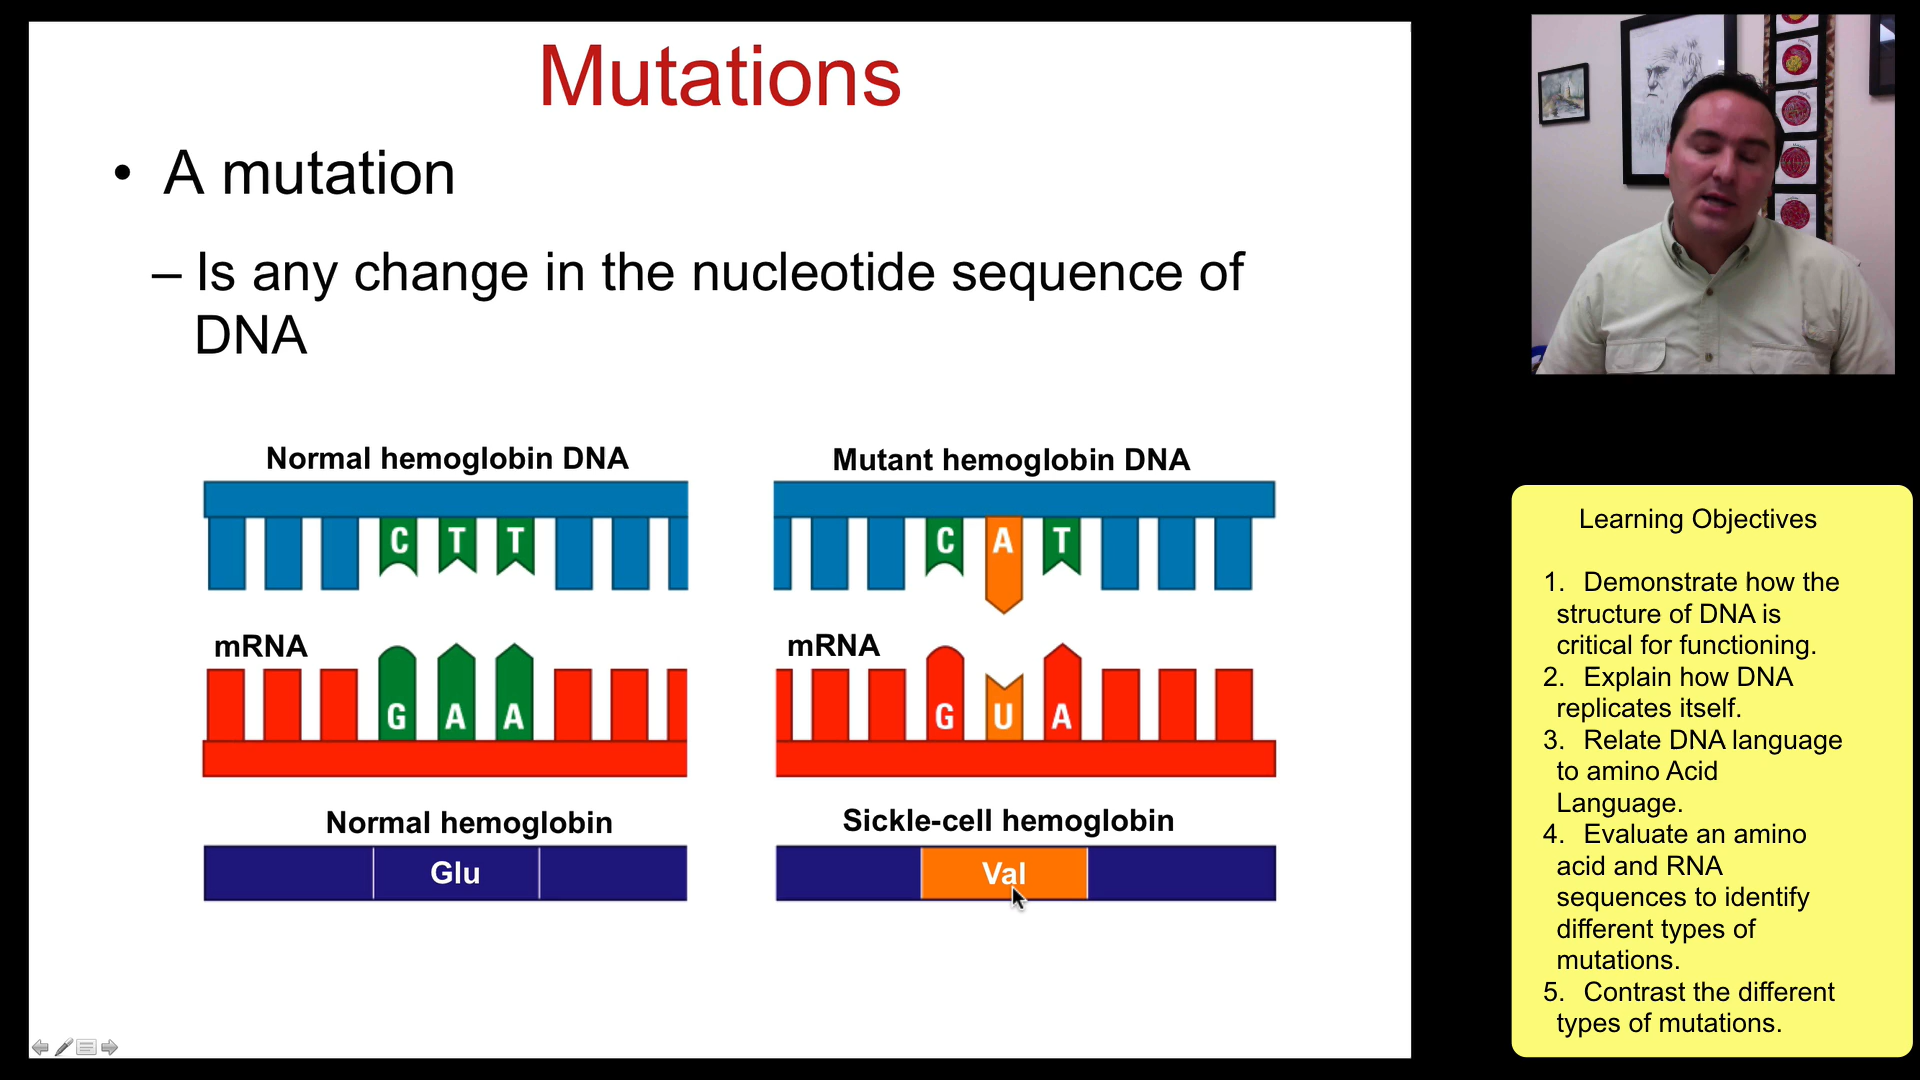 Mutations
• A mutation
– Is any change in the nucleotide sequence of
DNA
Normal hemoglobin DNA
C T T
mRNA
G A A
Normal hemoglobin
Glu
Mutant hemoglobin DNA
C A T
mRNA
G U A
Sickle-cell hemoglobin
Val
Learning Objectives
1. Demonstrate how the
structure of DNA is
critical for functioning.
2. Explain how DNA
replicates itself.
3. Relate DNA language
to amino Acid
Language.
4. Evaluate an amino
acid and RNA
sequences to identify
different types of
mutations.
5. Contrast the different
types of mutations.